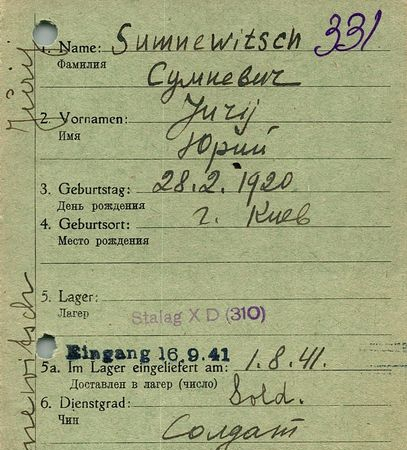 1. Name: Sumnewitsch 331
Фамилия Сумневич
2. Vornamen: Jurij
Имя Юрий
3. Geburtstag: 28.2.1920
День рождения
4. Geburtsort: г. Киев
Место рождения
5. Lager:
Лагерь Stalag X D (310)
Eingang 16.9.41
5a. Im Lager eingeliefert am: 1.8.41.
Доставлен в лагерь (число)
6. Dienstgrad: Sold.
Чин Солдат
Jurij